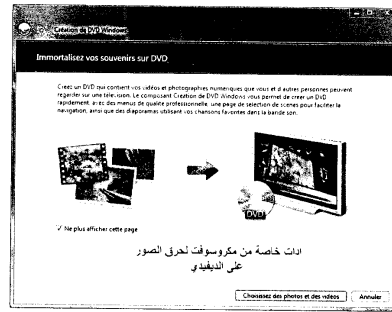 Création de DVD Windows
Immortalisez vos souvenirs sur DVD
Créez un DVD qui contient vos vidéos et photographies numériques que vous et d'autres personnes peuvent
regarder sur une télévision. Le composant Création de DVD Windows vous permet de créer un DVD
rapidement, avec des menus de qualité professionnelle, une page de sélection de scènes pour faciliter la
navigation, ainsi que des diaporamas utilisant vos chansons favorites dans la bande son.
DVD
Ne plus afficher cette page
ادات خاصة من مكروسوفت لحرق الصور
على الديفيدي
Choisissez des photos et des vidéos
Annuler